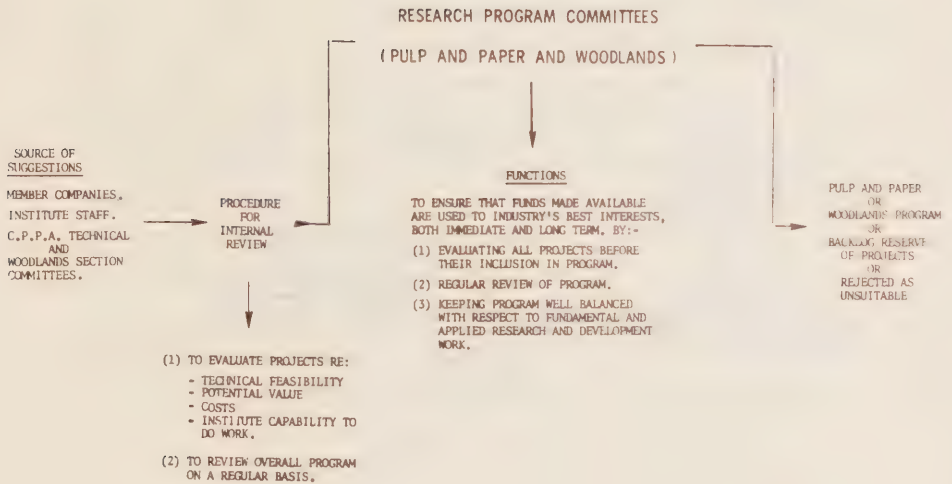 RESEARCH PROGRAM COMMITTEES
(PULP AND PAPER AND WOODLANDS)
SOURCE OF
SUGGESTIONS
MEMBER COMPANIES.
INSTITUTE STAFF.
C.P.P.A. TECHNICAL
AND
WOODLANDS SECTION
COMMITTEES.
PROCEDURE
FOR
INTERNAL
REVIEW
(1) TO EVALUATE PROJECTS RE:
- TECHNICAL FEASIBILITY
- POTENTIAL VALUE
- COSTS
- INSTITUTE CAPABILITY TO
DO WORK.
(2) TO REVIEW OVERALL PROGRAM
ON A REGULAR BASIS.
FUNCTIONS
TO ENSURE THAT FUNDS MADE AVAILABLE
ARE USED TO INDUSTRY'S BEST INTERESTS,
BOTH IMMEDIATE AND LONG TERM. BY:-
(1) EVALUATING ALL PROJECTS BEFORE
THEIR INCLUSION IN PROGRAM.
(2) REGULAR REVIEW OF PROGRAM.
(3) KEEPING PROGRAM WELL BALANCED
WITH RESPECT TO FUNDAMENTAL AND
APPLIED RESEARCH AND DEVELOPMENT
WORK.
PULP AND PAPER
OR
WOODLANDS PROGRAM
OR
BACKLOG RESERVE
OF PROJECTS
OR
REJECTED AS
UNSUITABLE